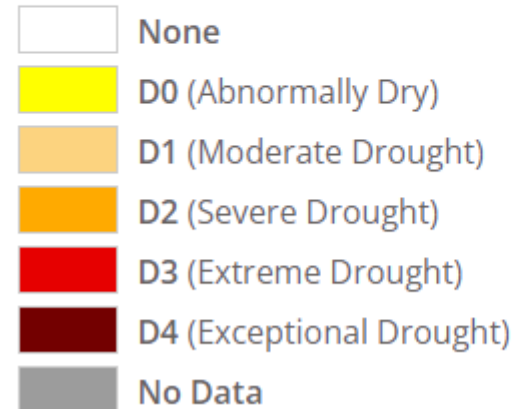 None
D0 (Abnormally Dry)
D1 (Moderate Drought)
D2 (Severe Drought)
D3 (Extreme Drought)
D4 (Exceptional Drought)
No Data